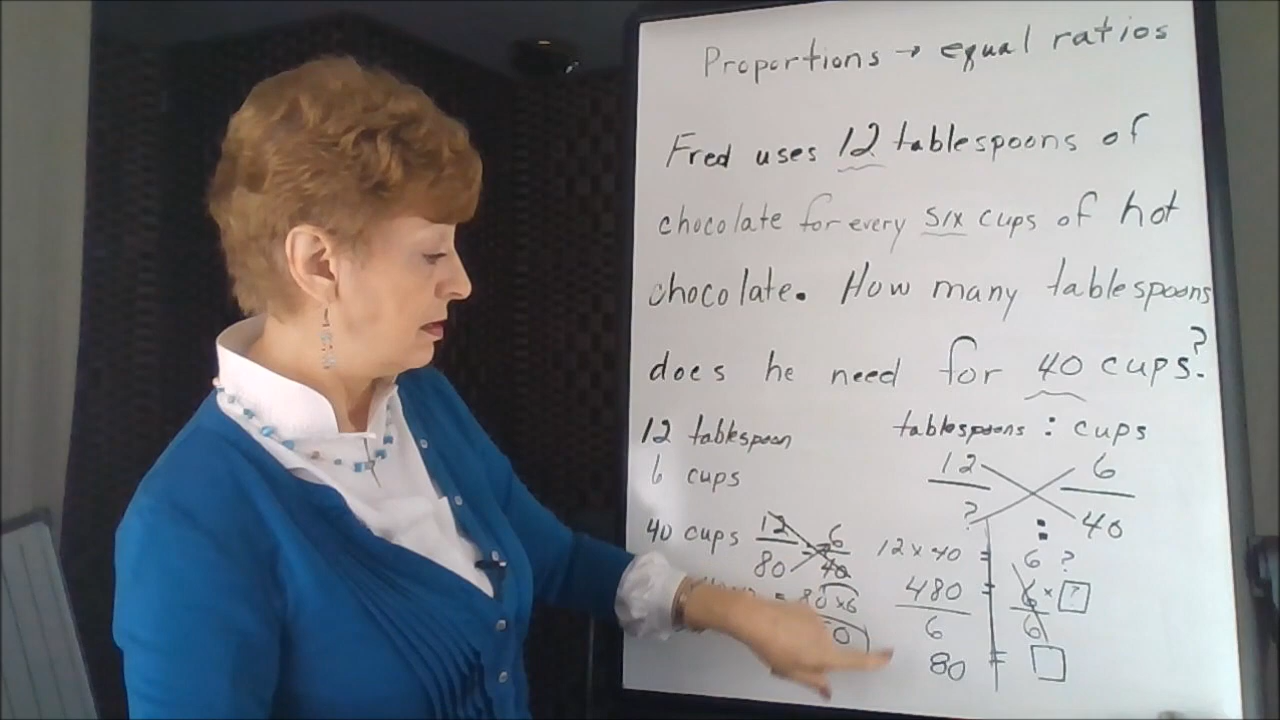 Proportions → equal ratios
Fred uses 12 tablespoons of
chocolate for every six cups of hot
chocolate. How many tablespoons
does he need for 40 cups?
12 tablespoon
6 cups
40 cups
12 = 6
80 40
= 80 x 6
tablespoons : cups
12 6
? : 40
12 x 40 = 6 ?
480 = 6 x ?
6 6
80 =